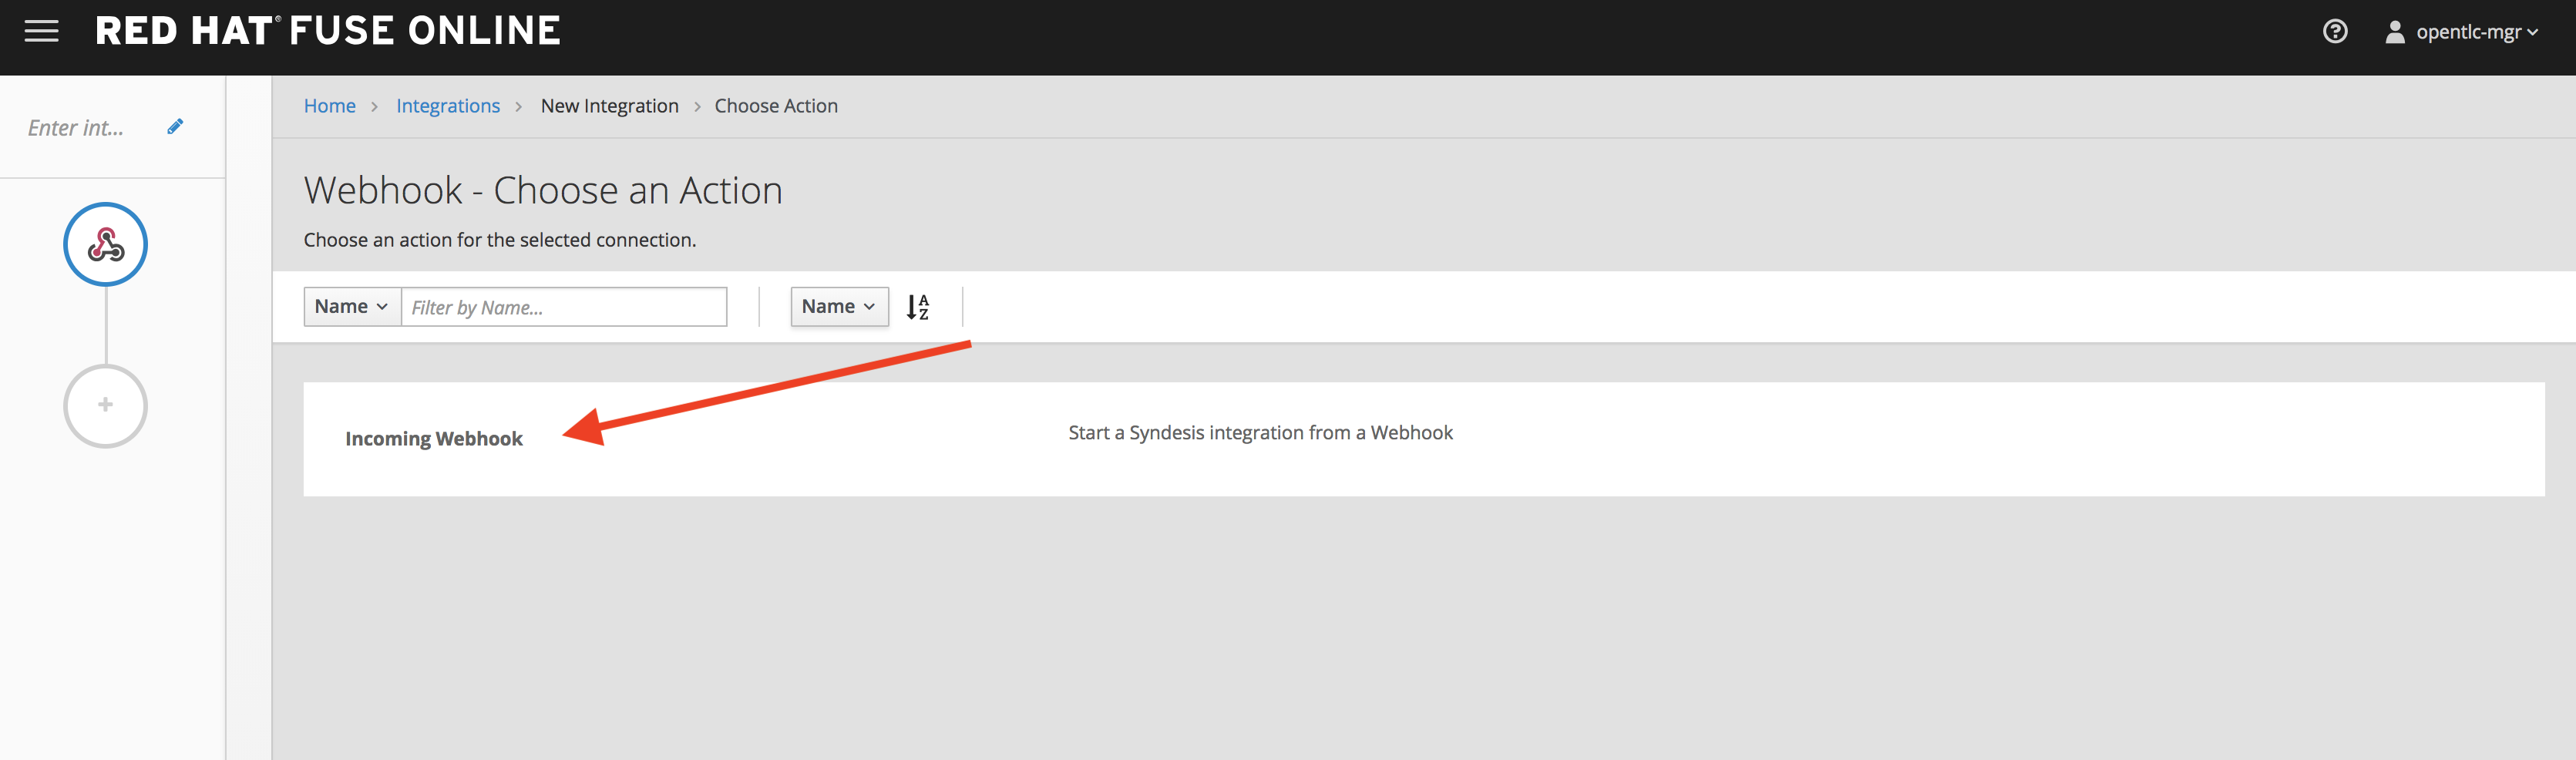 RED HAT® FUSE ONLINE
opentlc-mgr
Enter int...
Home > Integrations > New Integration > Choose Action
Webhook - Choose an Action
Choose an action for the selected connection.
Name Filter by Name... Name A Z
Incoming Webhook Start a Syndesis integration from a Webhook